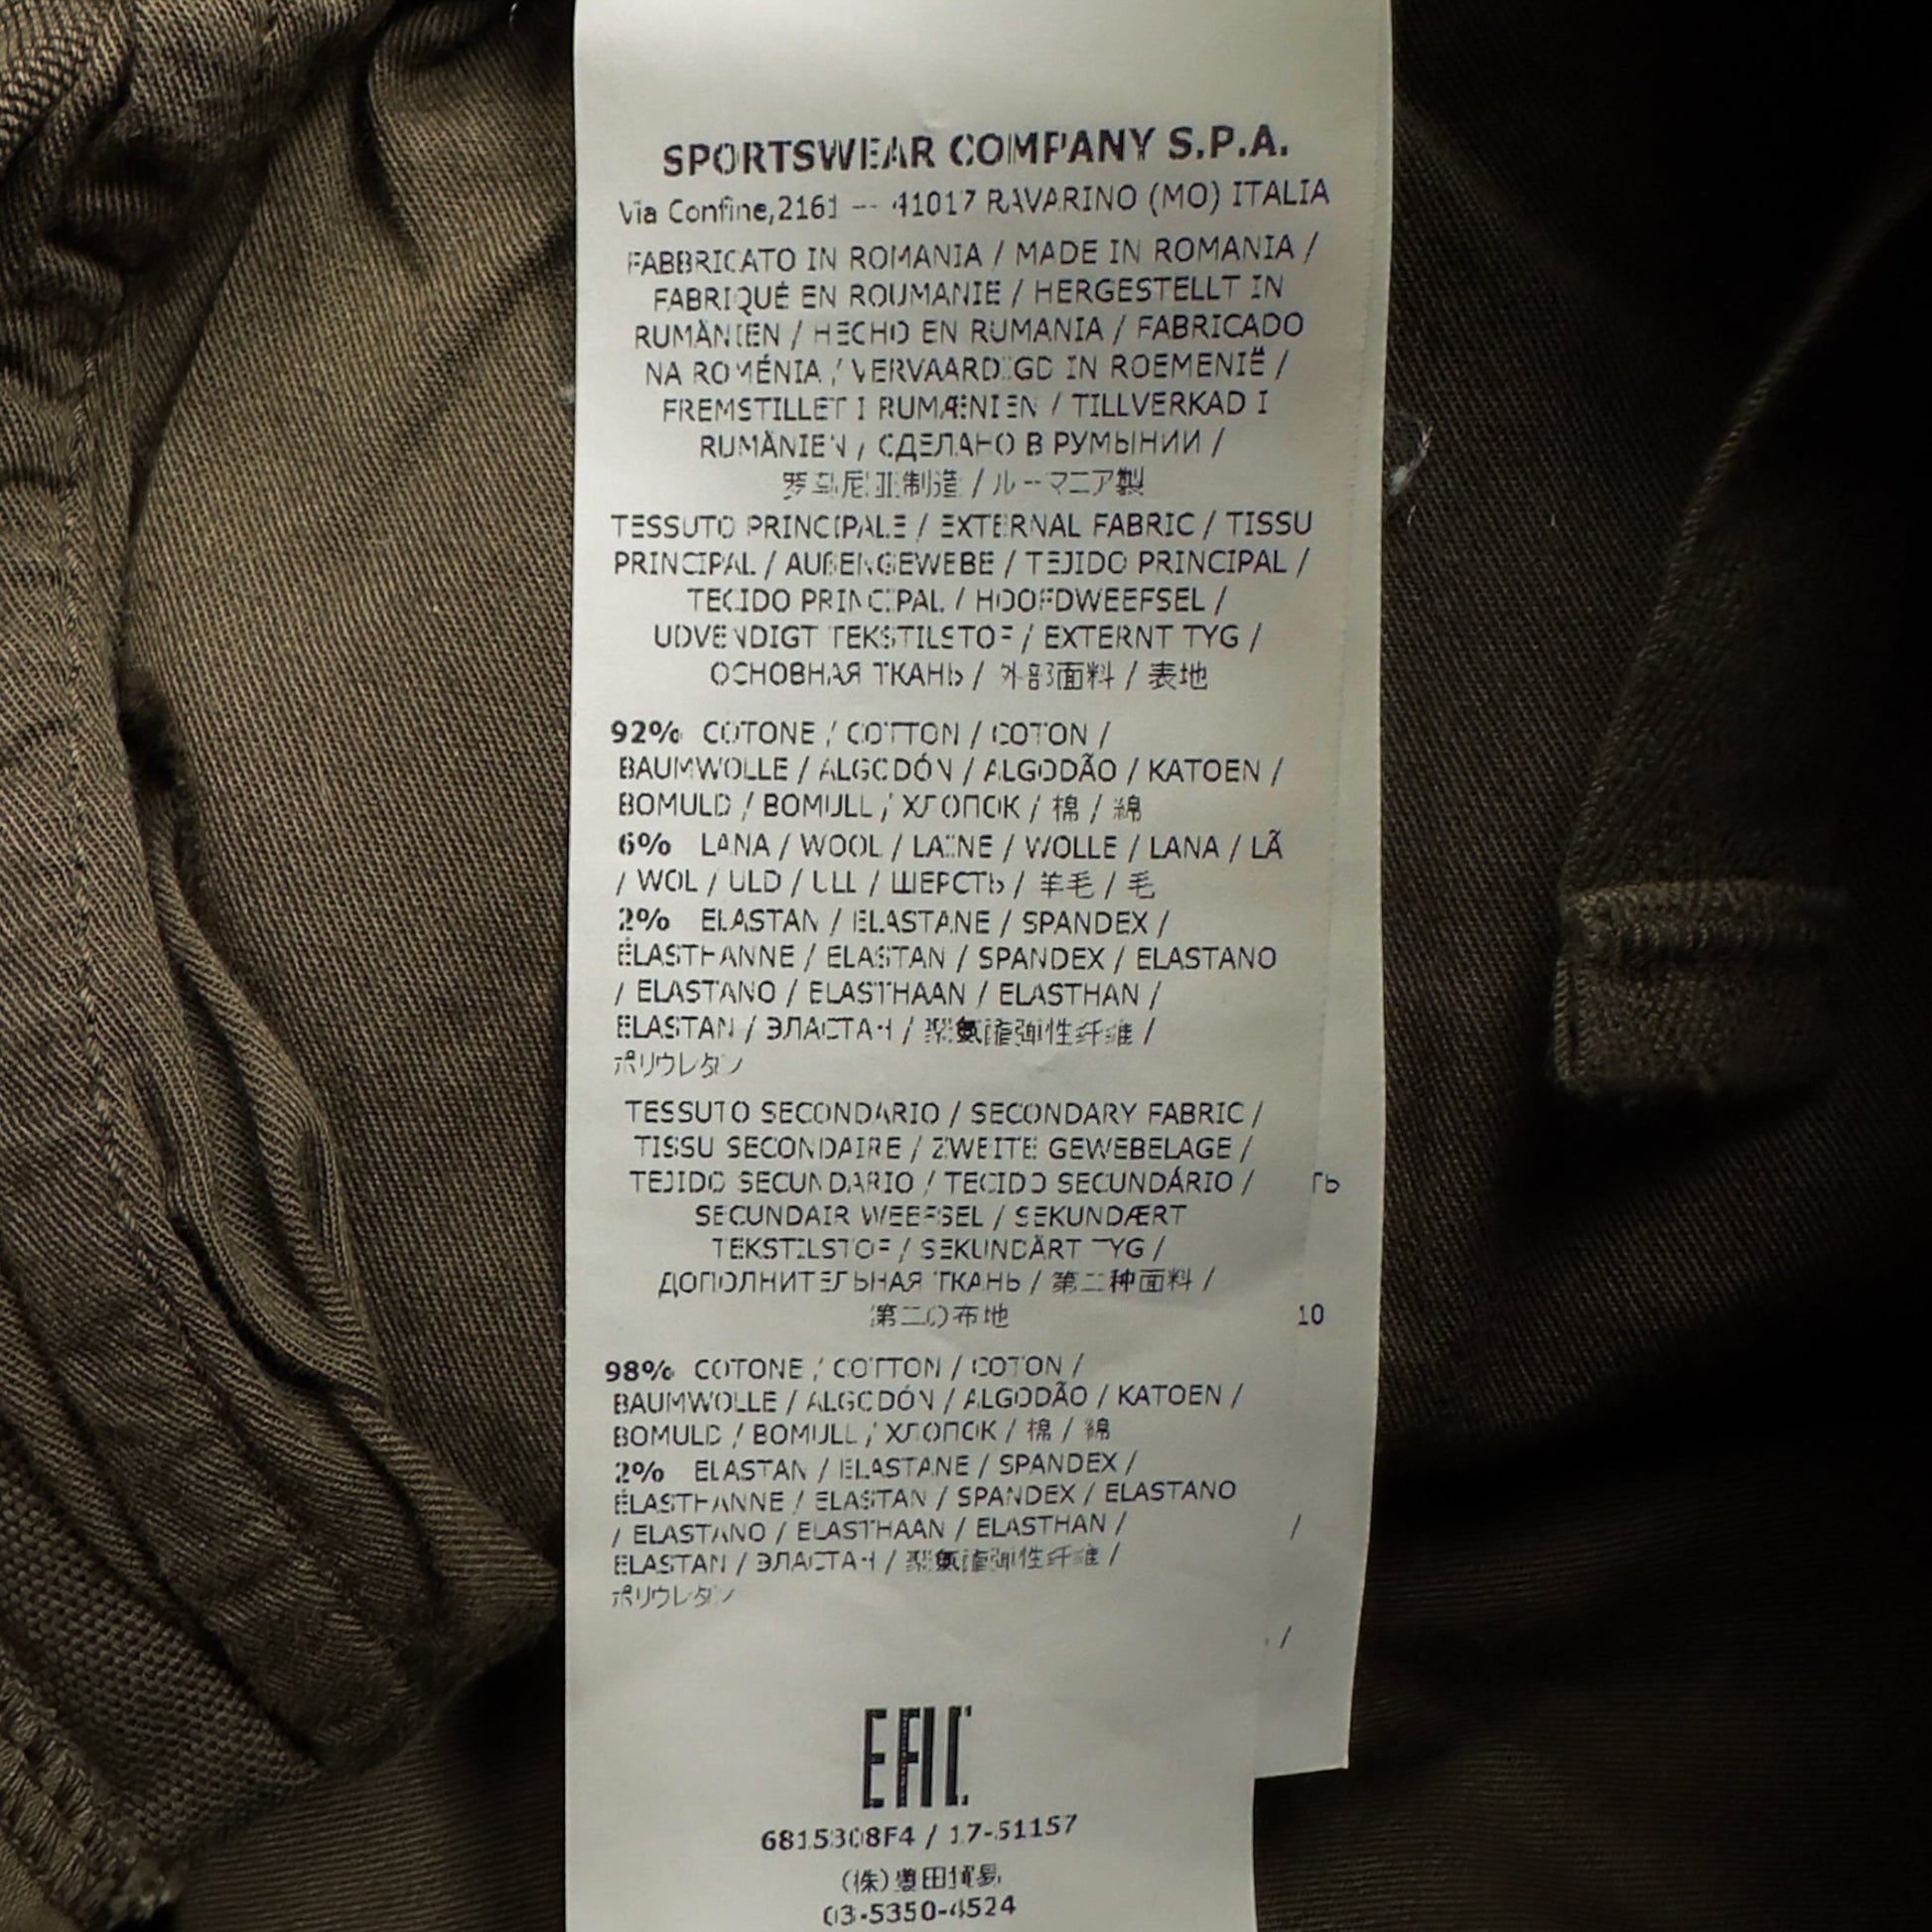 SPORTSWEAR COMPANY S.P.A.
Via Confine,2161 -- 41017 RAVARINO (MO) ITALIA
FABBRICATO IN ROMANIA / MADE IN ROMANIA /
FABRIQUÉ EN ROUMANIE / HERGESTELLT IN
RUMÄNIEN / HECHO EN RUMANIA / FABRICADO
NA ROMÉNIA / VERVAARDIGD IN ROEMENIË /
FREMSTILLET I RUMÆNIEN / TILLVERKAD I
RUMÄNIEN / СДЕЛАНО В РУМЫНИИ /
罗马尼亚制造 / ルーマニア製
TESSUTO PRINCIPALE / EXTERNAL FABRIC / TISSU
PRINCIPAL / AUßENGEWEBE / TEJIDO PRINCIPAL /
TECIDO PRINCIPAL / HOOFDWEEFSEL /
UDVENDIGT TEKSTILSTOF / EXTERNT TYG /
ОСНОВНАЯ ТКАНЬ / 外部面料 / 表地
92% COTONE / COTTON / COTON /
BAUMWOLLE / ALGODÓN / ALGODÃO / KATOEN /
BOMULD / BOMULL / ХЛОПОК / 棉 / 綿
6% LANA / WOOL / LAINE / WOLLE / LANA / LÃ
/ WOL / ULD / ULL / ШЕРСТЬ / 羊毛 / 毛
2% ELASTAN / ELASTANE / SPANDEX /
ÉLASTHANNE / ELASTAN / SPANDEX / ELASTANO
/ ELASTANO / ELASTHAAN / ELASTHAN /
ELASTAN / ЭЛАСТАН / 聚氨酯弹性纤维 /
ポリウレタン
TESSUTO SECONDARIO / SECONDARY FABRIC /
TISSU SECONDAIRE / ZWEITE GEWEBELAGE /
TEJIDO SECUNDARIO / TECIDO SECUNDÁRIO / ТЬ
SECUNDAIR WEEFSEL / SEKUNDÆRT
TEKSTILSTOF / SEKUNDÄRT TYG /
ДОПОЛНИТЕЛЬНАЯ ТКАНЬ / 第二种面料 /
第二の布地 10
98% COTONE / COTTON / COTON /
BAUMWOLLE / ALGODÓN / ALGODÃO / KATOEN /
BOMULD / BOMULL / ХЛОПОК / 棉 / 綿
2% ELASTAN / ELASTANE / SPANDEX /
ÉLASTHANNE / ELASTAN / SPANDEX / ELASTANO
/ ELASTANO / ELASTHAAN / ELASTHAN / /
ELASTAN / ЭЛАСТАН / 聚氨酯弹性纤维 /
ポリウレタン
/
EAC
6815308F4 / 17-51157
(株)豊田貿易
03-5350-4524